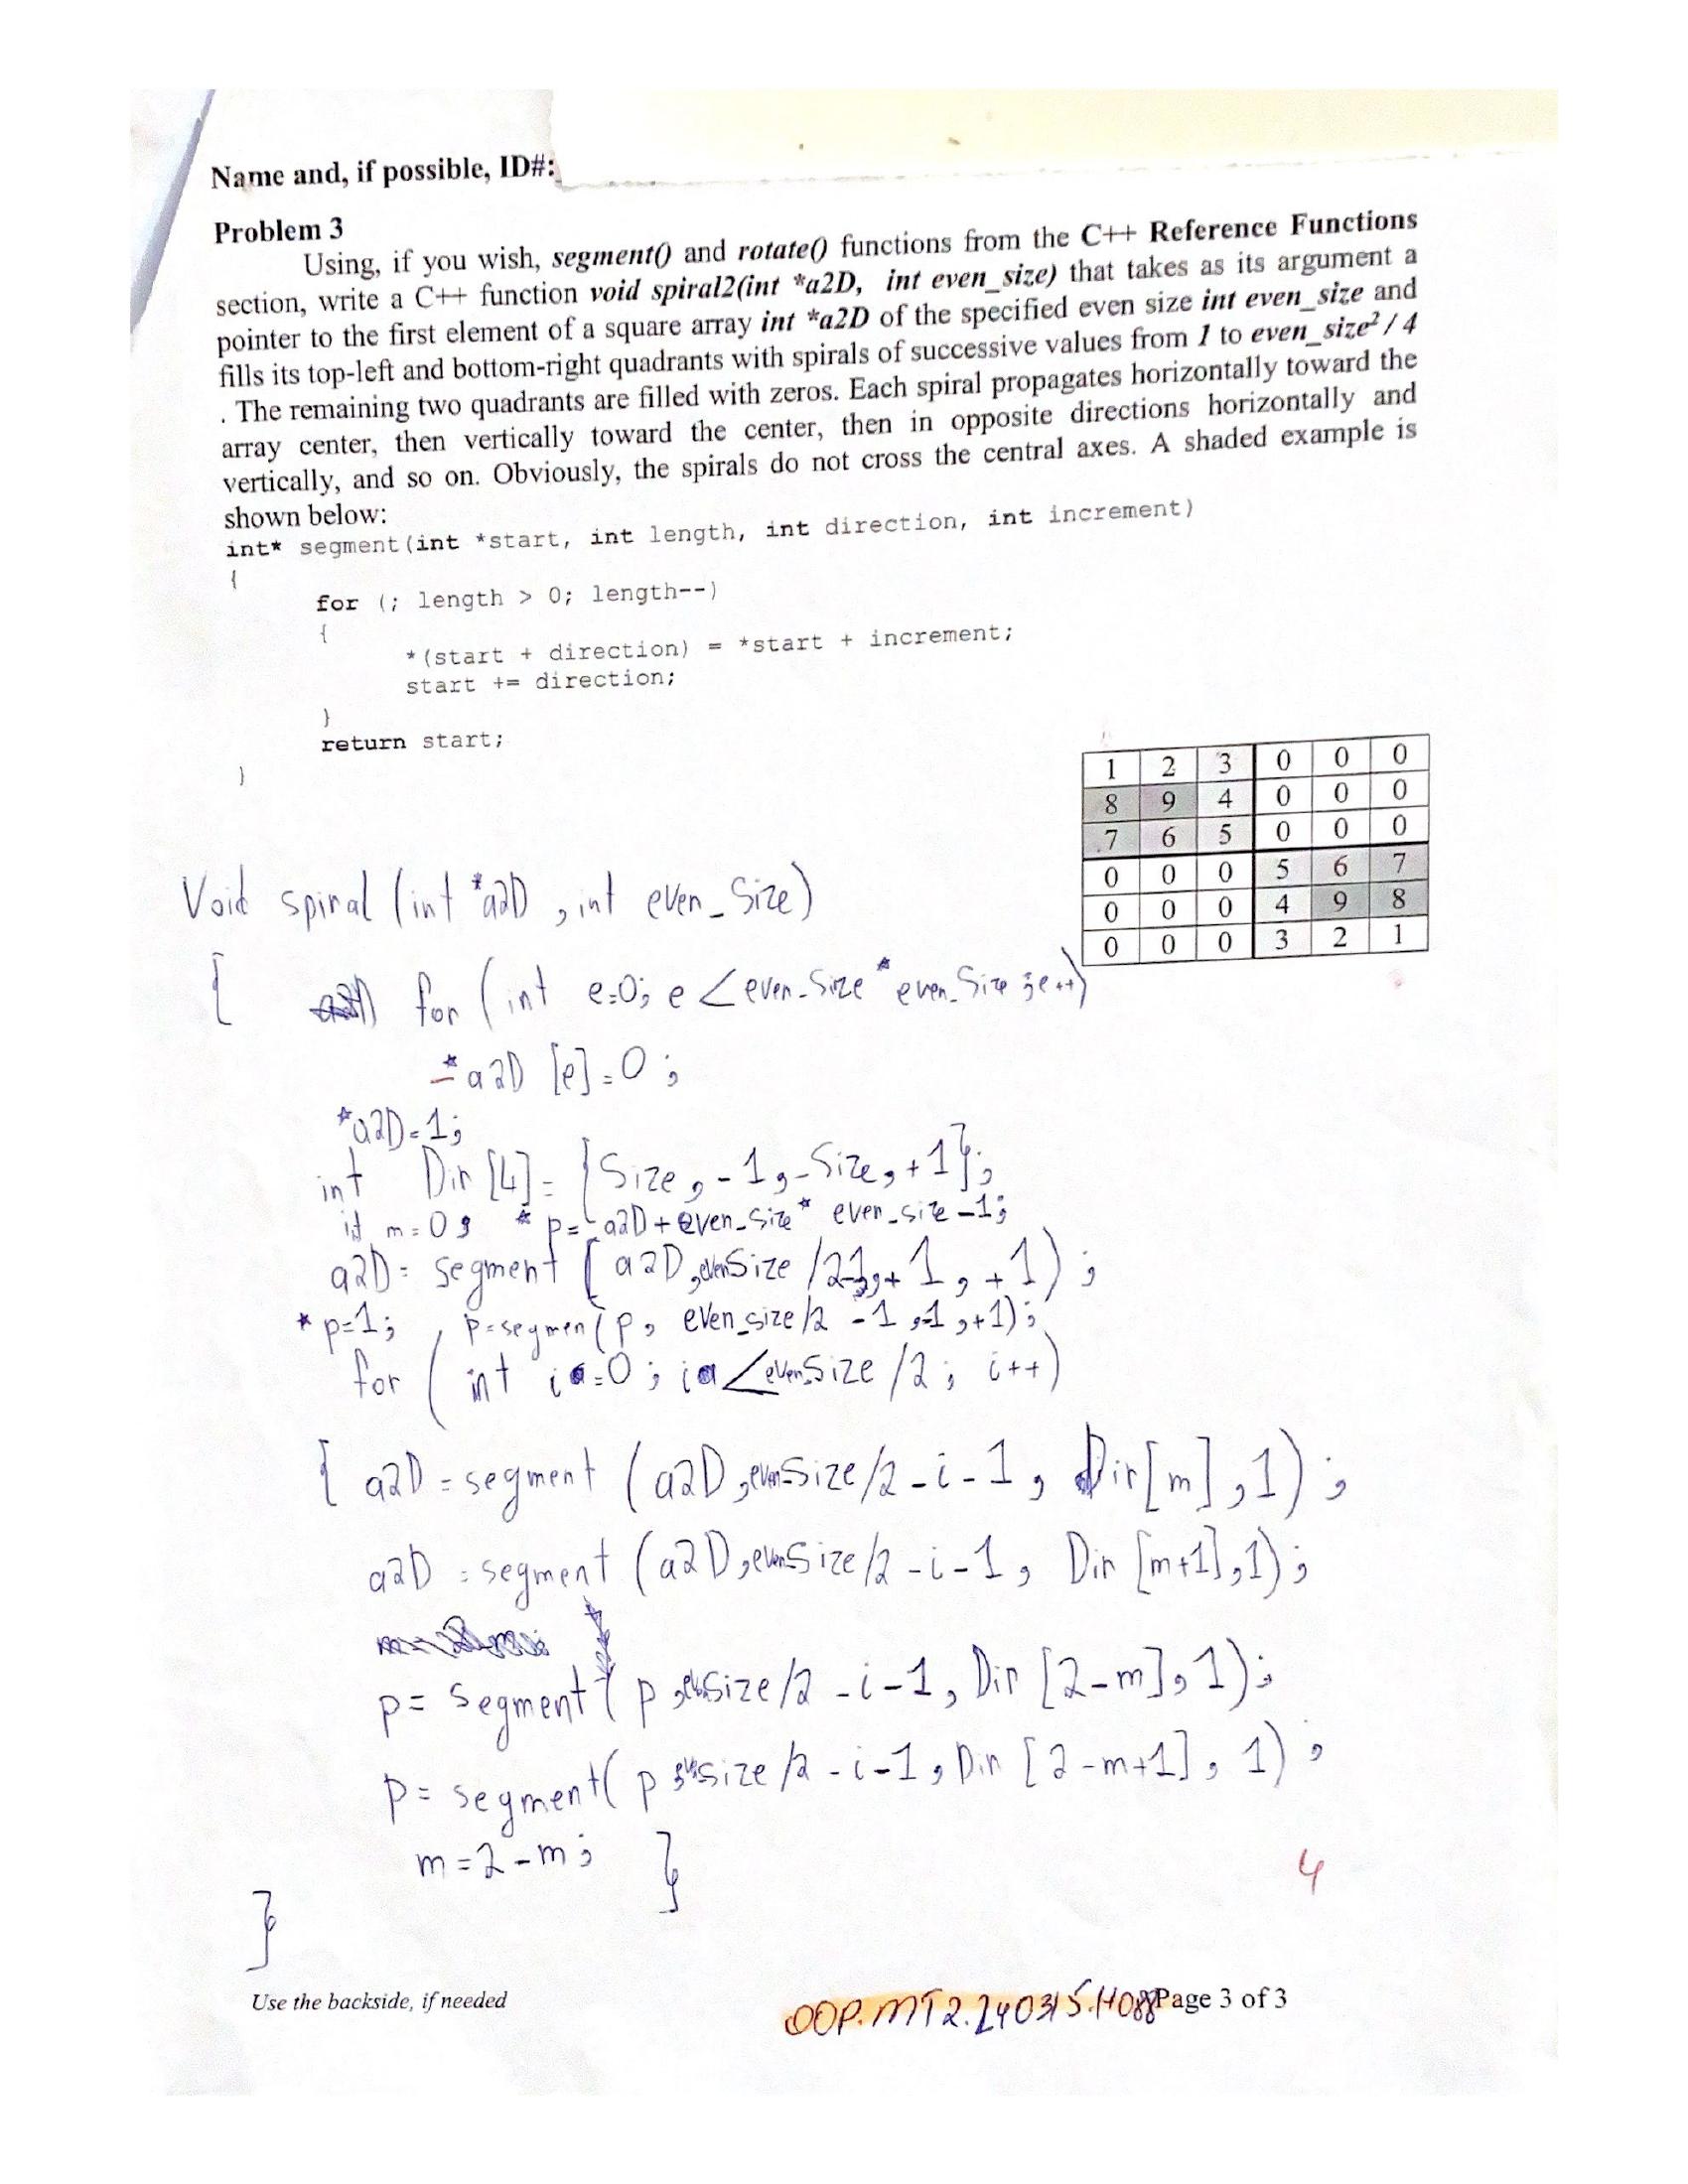 Name and, if possible, ID#:
Problem 3
Using, if you wish, segment() and rotate() functions from the C++ Reference Functions
section, write a C++ function void spiral2(int *a2D, int even_size) that takes as its argument a
pointer to the first element of a square array int *a2D of the specified even size int even_size and
fills its top-left and bottom-right quadrants with spirals of successive values from 1 to even_size² / 4
. The remaining two quadrants are filled with zeros. Each spiral propagates horizontally toward the
array center, then vertically toward the center, then in opposite directions horizontally and
vertically, and so on. Obviously, the spirals do not cross the central axes. A shaded example is
shown below:
int* segment(int *start, int length, int direction, int increment)
{
for (; length > 0; length--)
{
*(start + direction) = *start + increment;
start += direction;
}
return start;
}
1 2 3 0 0 0
8 9 4 0 0 0
7 6 5 0 0 0
0 0 0 5 6 7
0 0 0 4 9 8
0 0 0 3 2 1
Void spiral (int *a2D , int even_Size)
{ for (int e=0; e < even_Size * even_Size ; e++)
*a2D [e] = 0 ;
*a2D = 1;
int Dir [4] = {Size, -1, -Size, +1};
it m = 0, *p = a2D + even_size * even_size -1;
a2D = segment (a2D, evenSize /2-1, +1, +1) ;
*p=1; p=segmen(p, even_size/2 -1, -1, +1);
for (int i=0 ; i < evenSize /2 ; i++)
{ a2D = segment (a2D, evenSize/2 -i-1, Dir[m], 1) ;
a2D = segment (a2D, evenSize/2 -i-1, Dir [m+1], 1) ;
p= segment( p, size/2 -i-1, Dir [2-m], 1);
p= segment( p, size/2 -i-1, Dir [2-m+1], 1) ;
m=2-m ; }
}
4
Use the backside, if needed
OOP.MT2.240315.H088
Page 3 of 3